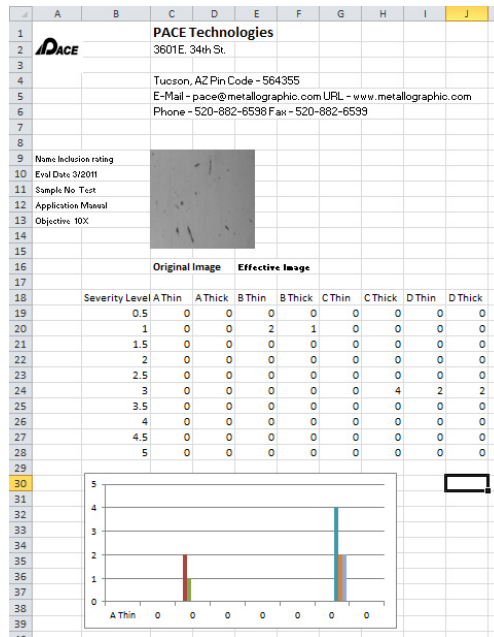 A B C D E F G H I J
1 PACE Technologies
2 PACE 3601 E. 34th St.
3
4 Tucson, AZ Pin Code - 564355
5 E-Mail - pace@metallographic.com URL - www.metallographic.com
6 Phone - 520-882-6598 Fax - 520-882-6599
7
8
9 Name Inclusion rating
10 Eval Date 3/2011
11 Sample No Test
12 Application Manual
13 Objective 10X
14
15
16 Original Image Effective Image
17
18 Severity Level A Thin A Thick B Thin B Thick C Thin C Thick D Thin D Thick
19 0.5 0 0 0 0 0 0 0 0
20 1 0 0 2 1 0 0 0 0
21 1.5 0 0 0 0 0 0 0 0
22 2 0 0 0 0 0 0 0 0
23 2.5 0 0 0 0 0 0 0 0
24 3 0 0 0 0 0 4 2 2
25 3.5 0 0 0 0 0 0 0 0
26 4 0 0 0 0 0 0 0 0
27 4.5 0 0 0 0 0 0 0 0
28 5 0 0 0 0 0 0 0 0
29
30 5
31
32 4
33 3
34
35 2
36 1
37
38 0
A Thin 0 0 0 0 0 0 0
39